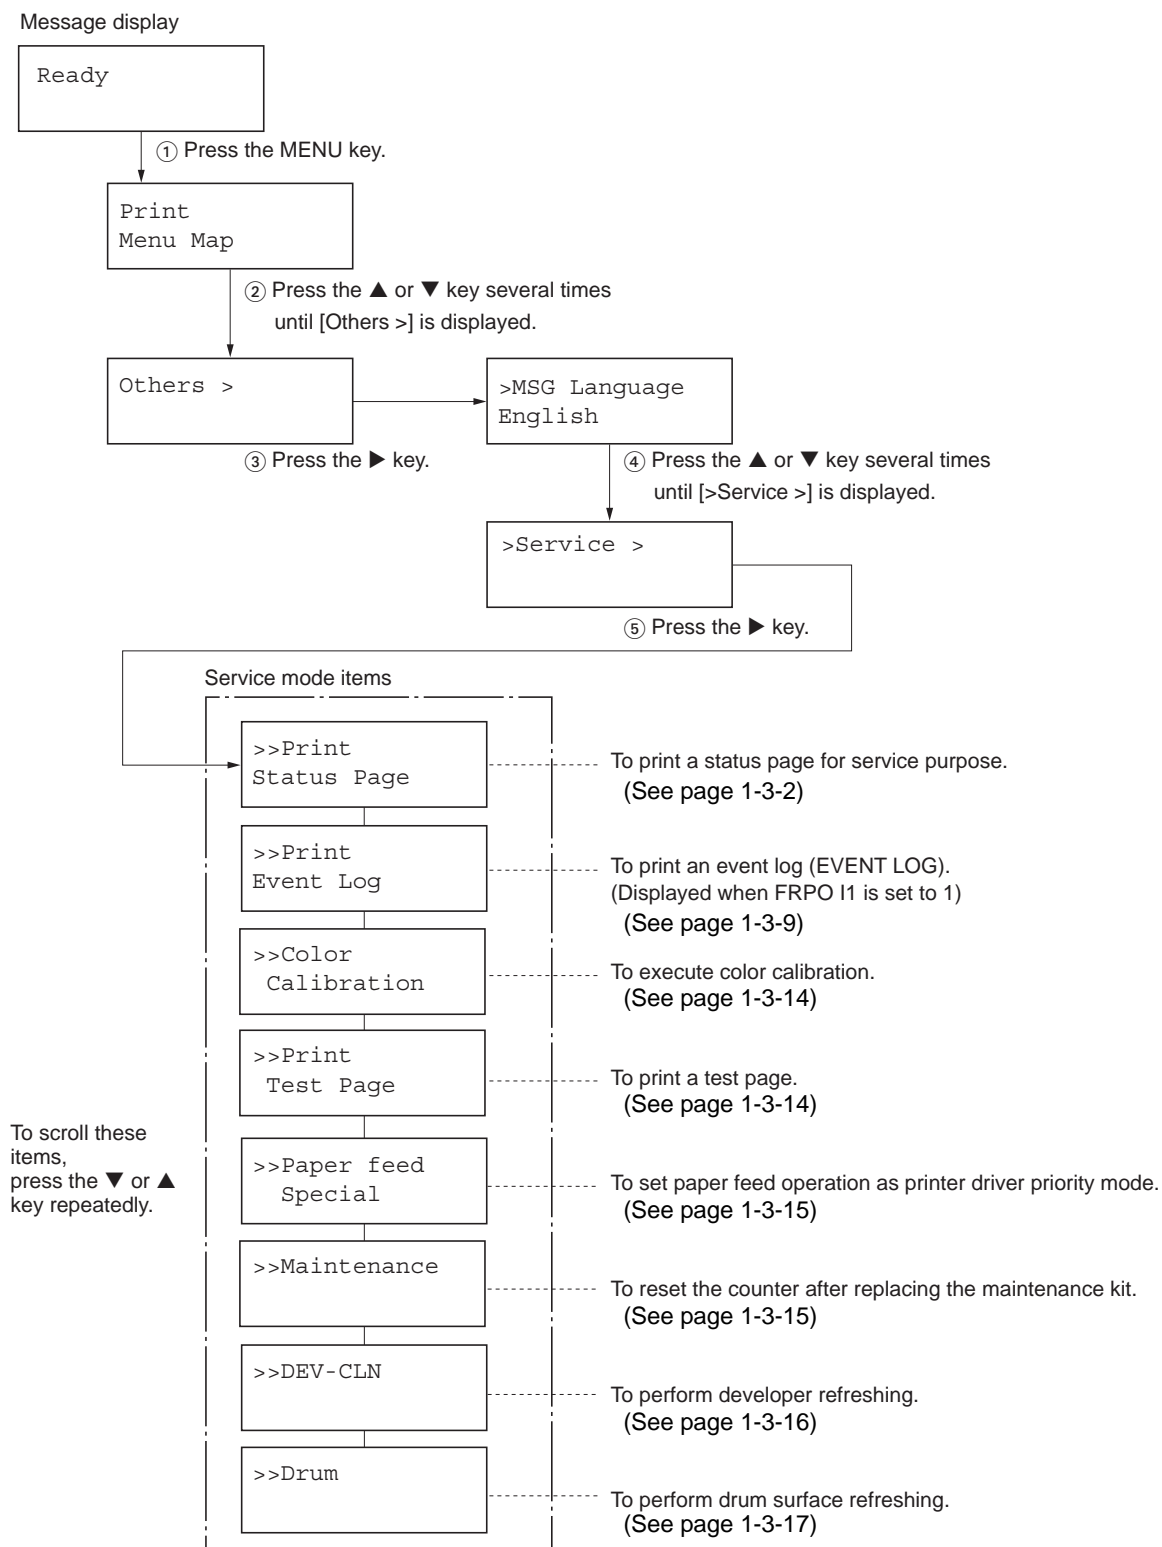 Message display
Ready
① Press the MENU key.
Print
Menu Map
② Press the ▲ or ▼ key several times
until [Others >] is displayed.
Others >
③ Press the ▶ key.
>MSG Language
English
④ Press the ▲ or ▼ key several times
until [>Service >] is displayed.
>Service >
⑤ Press the ▶ key.
Service mode items
>>Print
Status Page
To print a status page for service purpose.
(See page 1-3-2)
>>Print
Event Log
To print an event log (EVENT LOG).
(Displayed when FRPO I1 is set to 1)
(See page 1-3-9)
>>Color
Calibration
To execute color calibration.
(See page 1-3-14)
>>Print
Test Page
To print a test page.
(See page 1-3-14)
To scroll these
items,
press the ▼ or ▲
key repeatedly.
>>Paper feed
Special
To set paper feed operation as printer driver priority mode.
(See page 1-3-15)
>>Maintenance
To reset the counter after replacing the maintenance kit.
(See page 1-3-15)
>>DEV-CLN
To perform developer refreshing.
(See page 1-3-16)
>>Drum
To perform drum surface refreshing.
(See page 1-3-17)